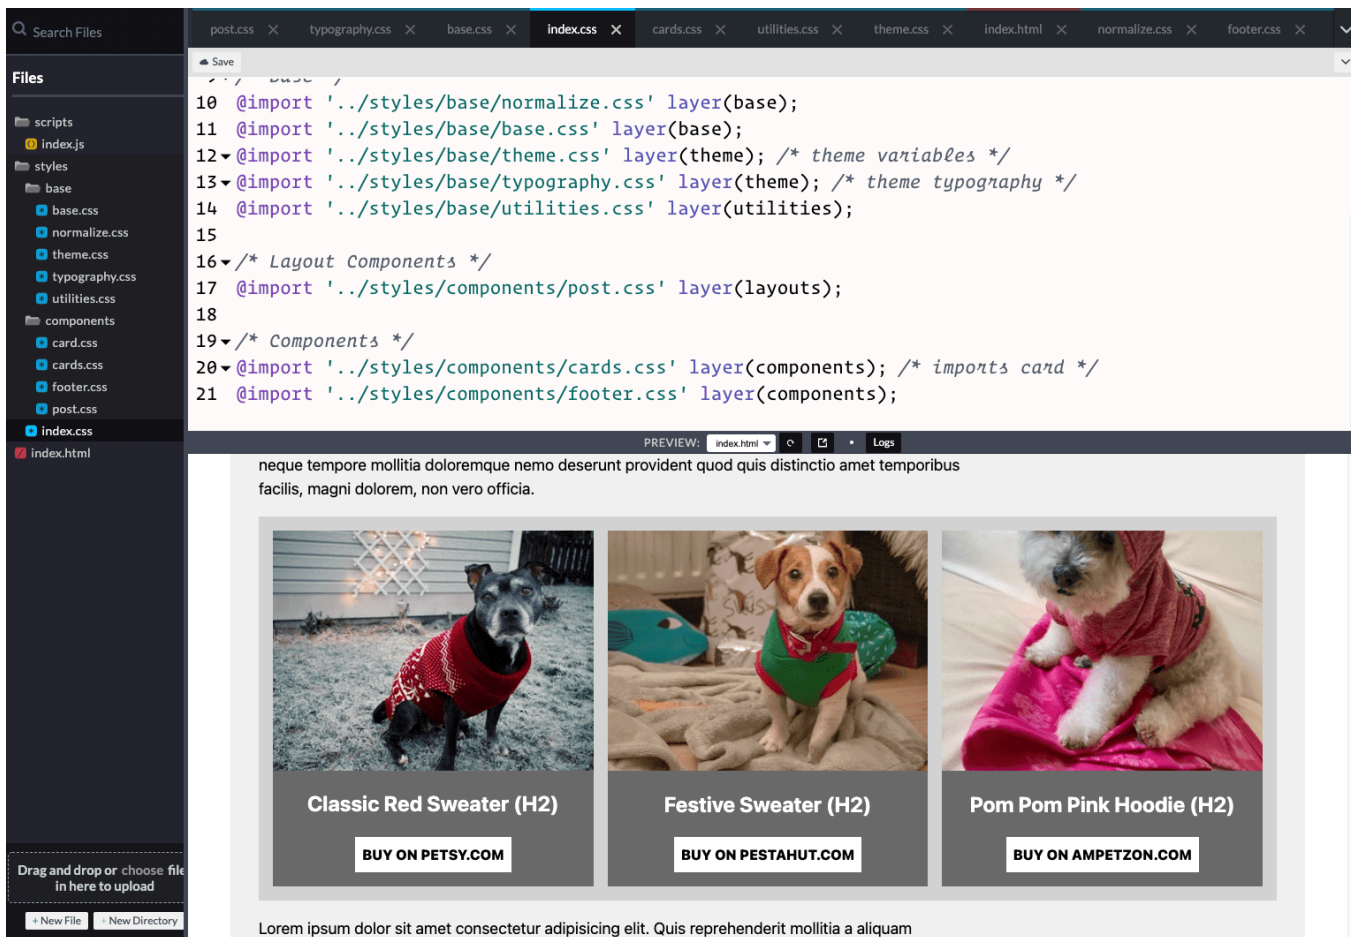 Search Files
Files
scripts
index.js
styles
base
base.css
normalize.css
theme.css
typography.css
utilities.css
components
card.css
cards.css
footer.css
post.css
index.css
index.html
Drag and drop or choose file
in here to upload
+ New File
+ New Directory
post.css
typography.css
base.css
index.css
cards.css
utilities.css
theme.css
index.html
normalize.css
footer.css
Save
9 /* Base */
10 @import '../styles/base/normalize.css' layer(base);
11 @import '../styles/base/base.css' layer(base);
12 @import '../styles/base/theme.css' layer(theme); /* theme variables */
13 @import '../styles/base/typography.css' layer(theme); /* theme typography */
14 @import '../styles/base/utilities.css' layer(utilities);
15
16 /* Layout Components */
17 @import '../styles/components/post.css' layer(layouts);
18
19 /* Components */
20 @import '../styles/components/cards.css' layer(components); /* imports card */
21 @import '../styles/components/footer.css' layer(components);
PREVIEW: index.html Logs
neque tempore mollitia doloremque nemo deserunt provident quod quis distinctio amet temporibus
facilis, magni dolorem, non vero officia.
Classic Red Sweater (H2)
BUY ON PETSY.COM
Festive Sweater (H2)
BUY ON PESTAHUT.COM
Pom Pom Pink Hoodie (H2)
BUY ON AMPETZON.COM
Lorem ipsum dolor sit amet consectetur adipisicing elit. Quis reprehenderit mollitia a aliquam